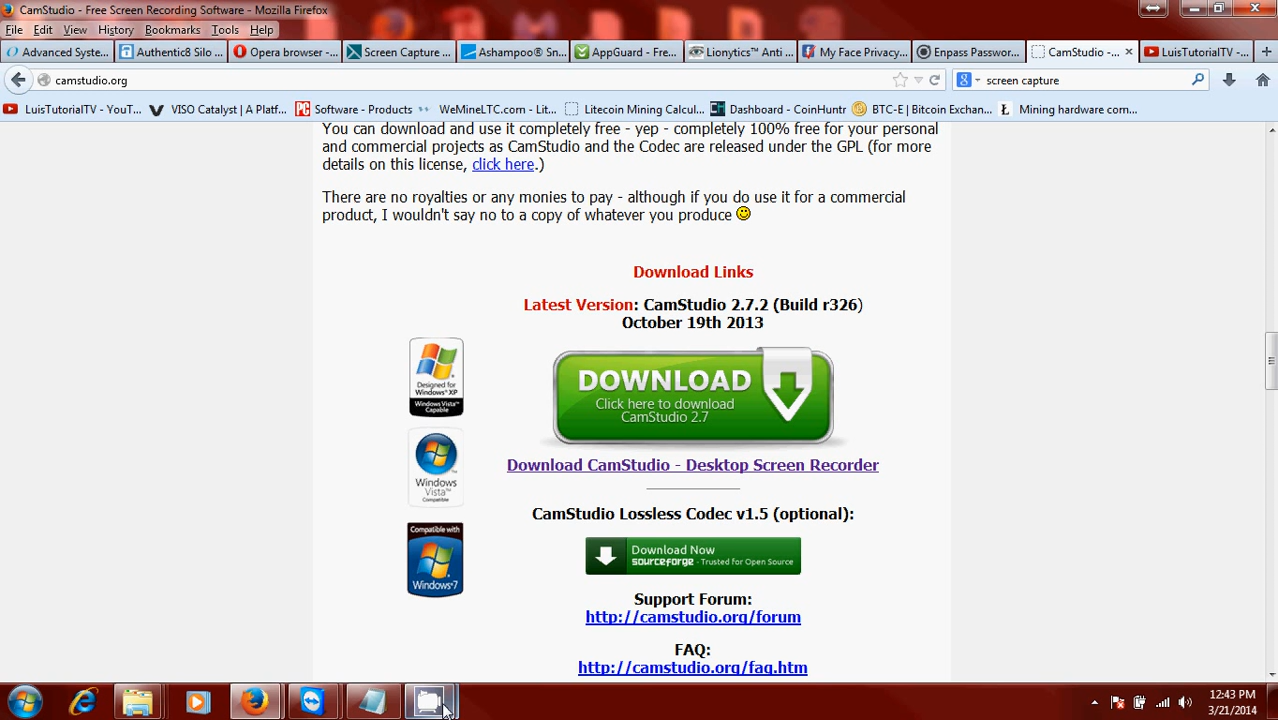 CamStudio - Free Screen Recording Software - Mozilla Firefox
File Edit View History Bookmarks Tools Help
Advanced Syste... Authentic8 Silo ... Opera browser -... Screen Capture ... Ashampoo® Sn... AppGuard - Fre... Lionytics™ Anti ... My Face Privacy... Enpass Passwor... CamStudio -... LuisTutorialTV -...
camstudio.org
screen capture
LuisTutorialTV - YouT... VISO Catalyst | A Platf... Software - Products WeMineLTC.com - Lit... Litecoin Mining Calcul... Dashboard - CoinHuntr BTC-E | Bitcoin Exchan... Mining hardware com...
You can download and use it completely free - yep - completely 100% free for your personal
and commercial projects as CamStudio and the Codec are released under the GPL (for more
details on this license, click here.)
There are no royalties or any monies to pay - although if you do use it for a commercial
product, I wouldn't say no to a copy of whatever you produce
Download Links
Latest Version: CamStudio 2.7.2 (Build r326)
October 19th 2013
Designed for
Windows® XP
Windows Vista™
Capable
DOWNLOAD
Click here to download
CamStudio 2.7
Download CamStudio - Desktop Screen Recorder
Windows
Vista™
Compatible
CamStudio Lossless Codec v1.5 (optional):
Compatible with
Windows® 7
Download Now
sourceforge - Trusted for Open Source
Support Forum:
http://camstudio.org/forum
FAQ:
http://camstudio.org/faq.htm
12:43 PM
3/21/2014